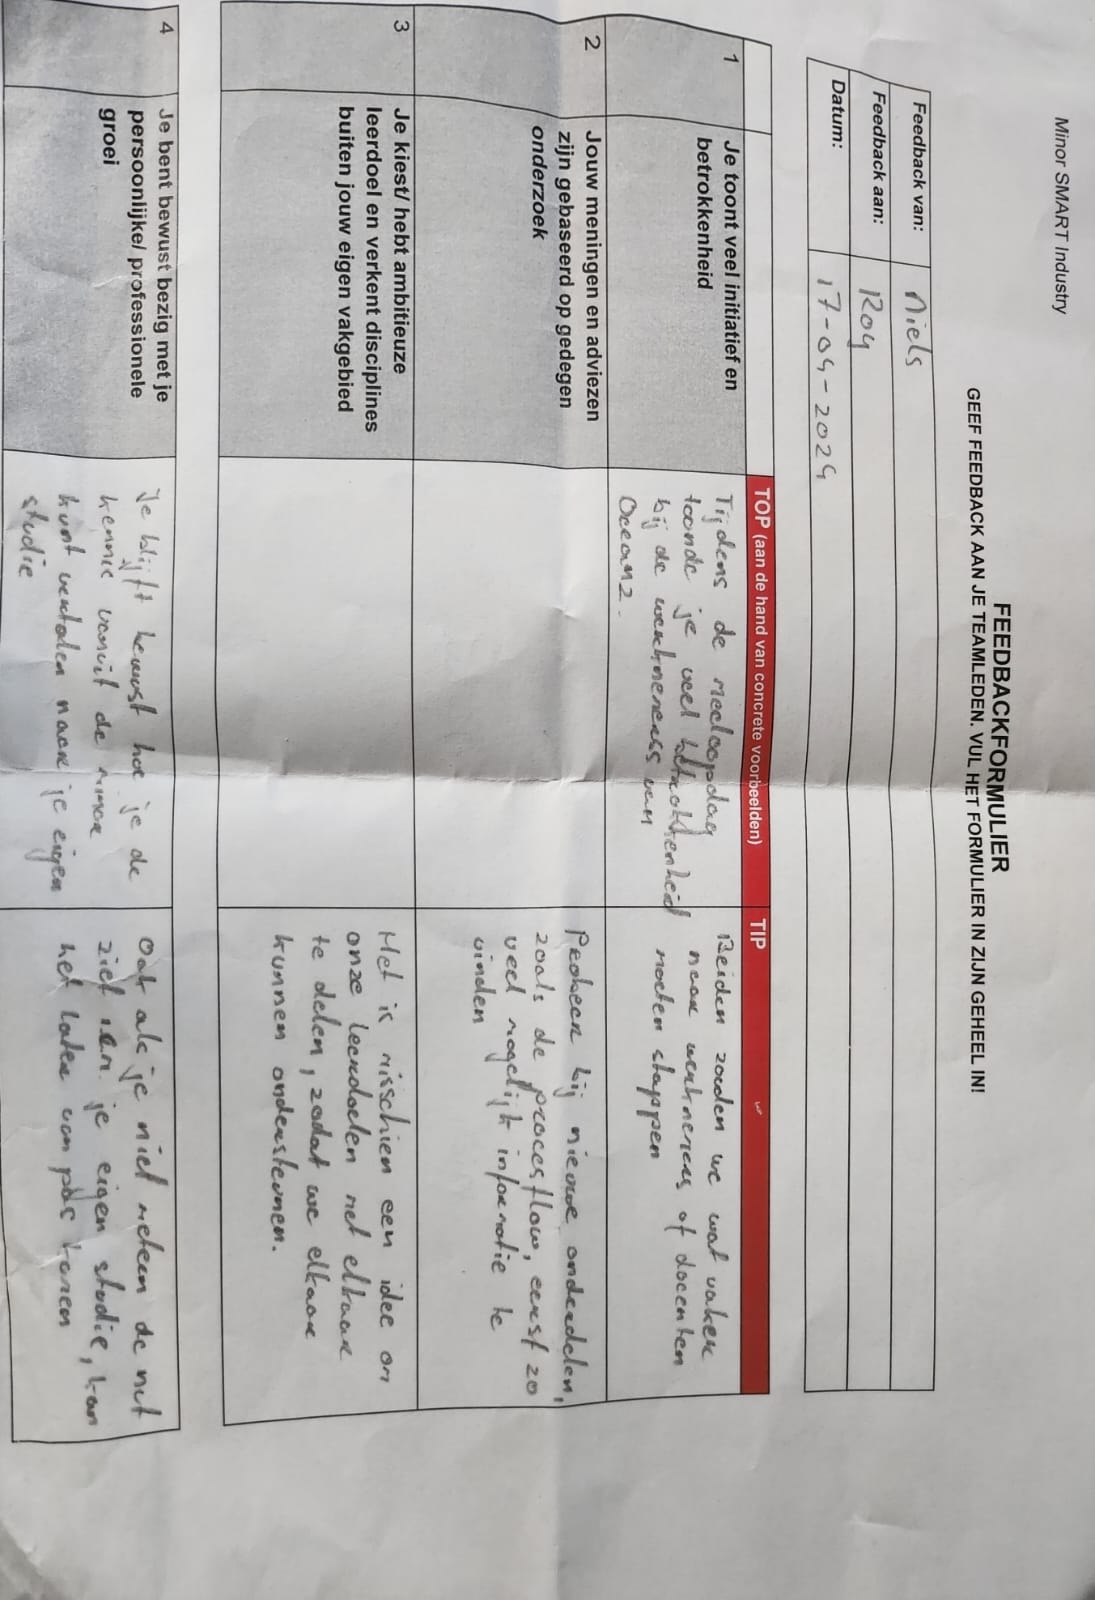 Minor SMART Industry
FEEDBACKFORMULIER
GEEF FEEDBACK AAN JE TEAMLEDEN. VUL HET FORMULIER IN ZIJN GEHEEL IN!
Feedback van: Niels
Feedback aan: Roy
Datum: 17-04-2024
TOP (aan de hand van concrete voorbeelden)
TIP
1
Je toont veel initiatief en
betrokkenheid
Tijdens de meeloopdag
toonde je veel betrokkenheid
bij de werknemers van
Oceanz.
Beiden zouden we wat vaker
naar werknemers of docenten
moeten stappen
2
Jouw meningen en adviezen
zijn gebaseerd op gedegen
onderzoek
Probeer bij nieuwe onderdelen,
zoals de procesflow, eerst zo
veel mogelijk informatie te
vinden
3
Je kiest/ hebt ambitieuze
leerdoel en verkent disciplines
buiten jouw eigen vakgebied
Het is misschien een idee om
onze leerdoelen met elkaar
te delen, zodat we elkaar
kunnen ondersteunen.
4
Je bent bewust bezig met je
persoonlijke/ professionele
groei
Je blijft bewust hoe je de
kennis vanuit de minor
kunt vertalen naar je eigen
studie
Ook als je niet meteen de nut
ziet i.c.m. je eigen studie, kan
het later van pas komen